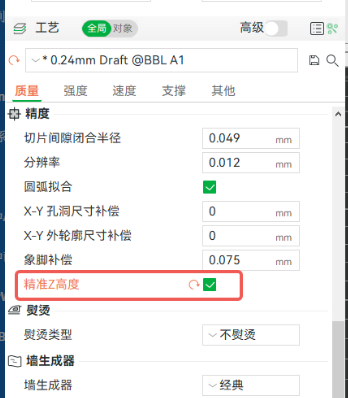 工艺 全局 对象 高级
* 0.24mm Draft @BBL A1
质量 强度 速度 支撑 其他
精度
切片间隙闭合半径 0.049 mm
分辨率 0.012 mm
圆弧拟合
X-Y 孔洞尺寸补偿 0 mm
X-Y 外轮廓尺寸补偿 0 mm
象脚补偿 0.075 mm
精准Z高度
熨烫
熨烫类型 不熨烫
墙生成器
墙生成器 经典